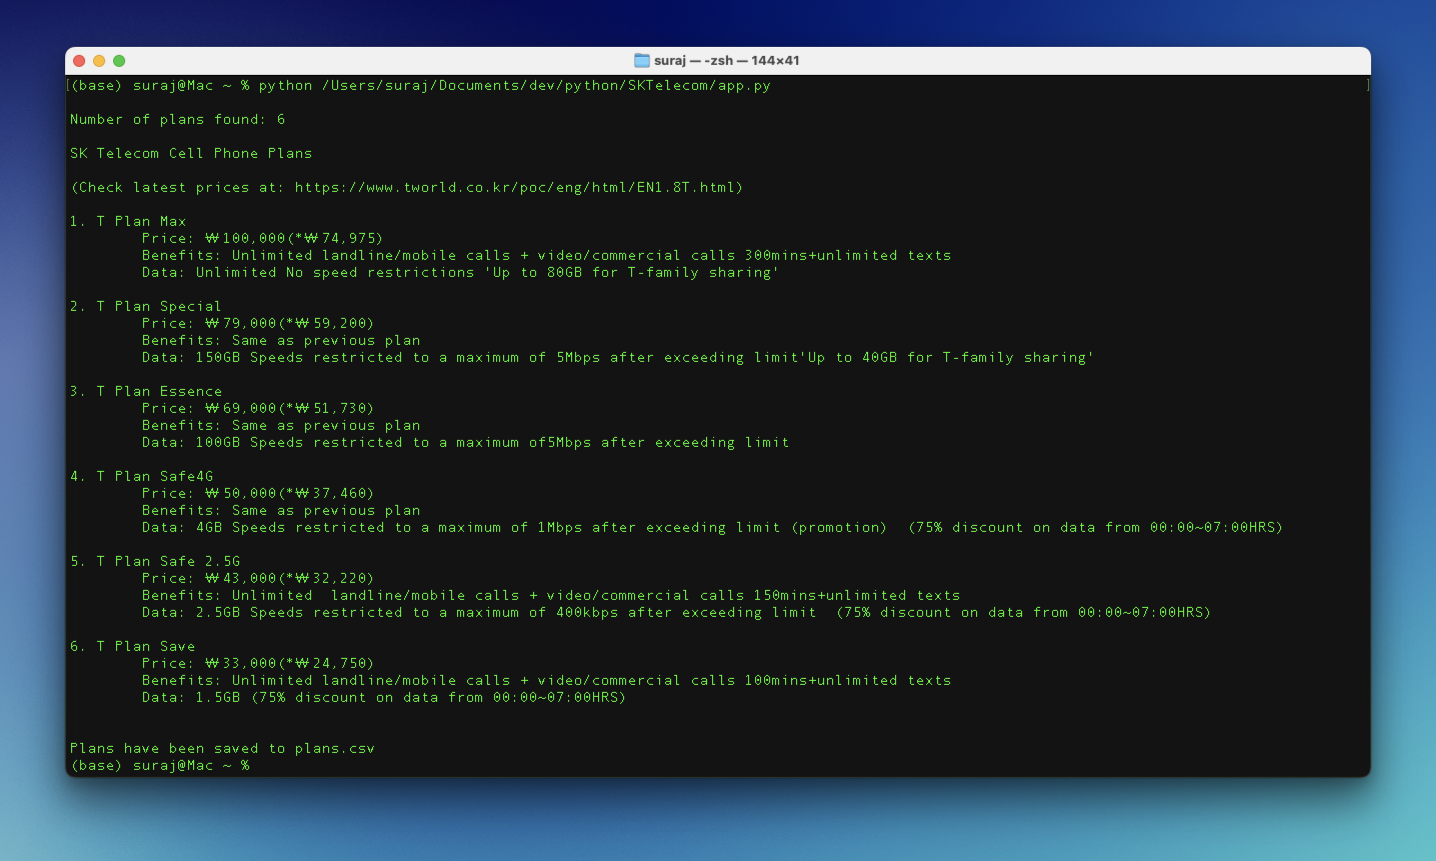 suraj — -zsh — 144×41
[(base) suraj@Mac ~ % python /Users/suraj/Documents/dev/python/SKTelecom/app.py ]
Number of plans found: 6
SK Telecom Cell Phone Plans
(Check latest prices at: https://www.tworld.co.kr/poc/eng/html/EN1.8T.html)
1. T Plan Max
Price: ₩100,000(*₩74,975)
Benefits: Unlimited landline/mobile calls + video/commercial calls 300mins+unlimited texts
Data: Unlimited No speed restrictions 'Up to 80GB for T-family sharing'
2. T Plan Special
Price: ₩79,000(*₩59,200)
Benefits: Same as previous plan
Data: 150GB Speeds restricted to a maximum of 5Mbps after exceeding limit'Up to 40GB for T-family sharing'
3. T Plan Essence
Price: ₩69,000(*₩51,730)
Benefits: Same as previous plan
Data: 100GB Speeds restricted to a maximum of5Mbps after exceeding limit
4. T Plan Safe4G
Price: ₩50,000(*₩37,460)
Benefits: Same as previous plan
Data: 4GB Speeds restricted to a maximum of 1Mbps after exceeding limit (promotion)  (75% discount on data from 00:00~07:00HRS)
5. T Plan Safe 2.5G
Price: ₩43,000(*₩32,220)
Benefits: Unlimited  landline/mobile calls + video/commercial calls 150mins+unlimited texts
Data: 2.5GB Speeds restricted to a maximum of 400kbps after exceeding limit  (75% discount on data from 00:00~07:00HRS)
6. T Plan Save
Price: ₩33,000(*₩24,750)
Benefits: Unlimited landline/mobile calls + video/commercial calls 100mins+unlimited texts
Data: 1.5GB (75% discount on data from 00:00~07:00HRS)
Plans have been saved to plans.csv
(base) suraj@Mac ~ %